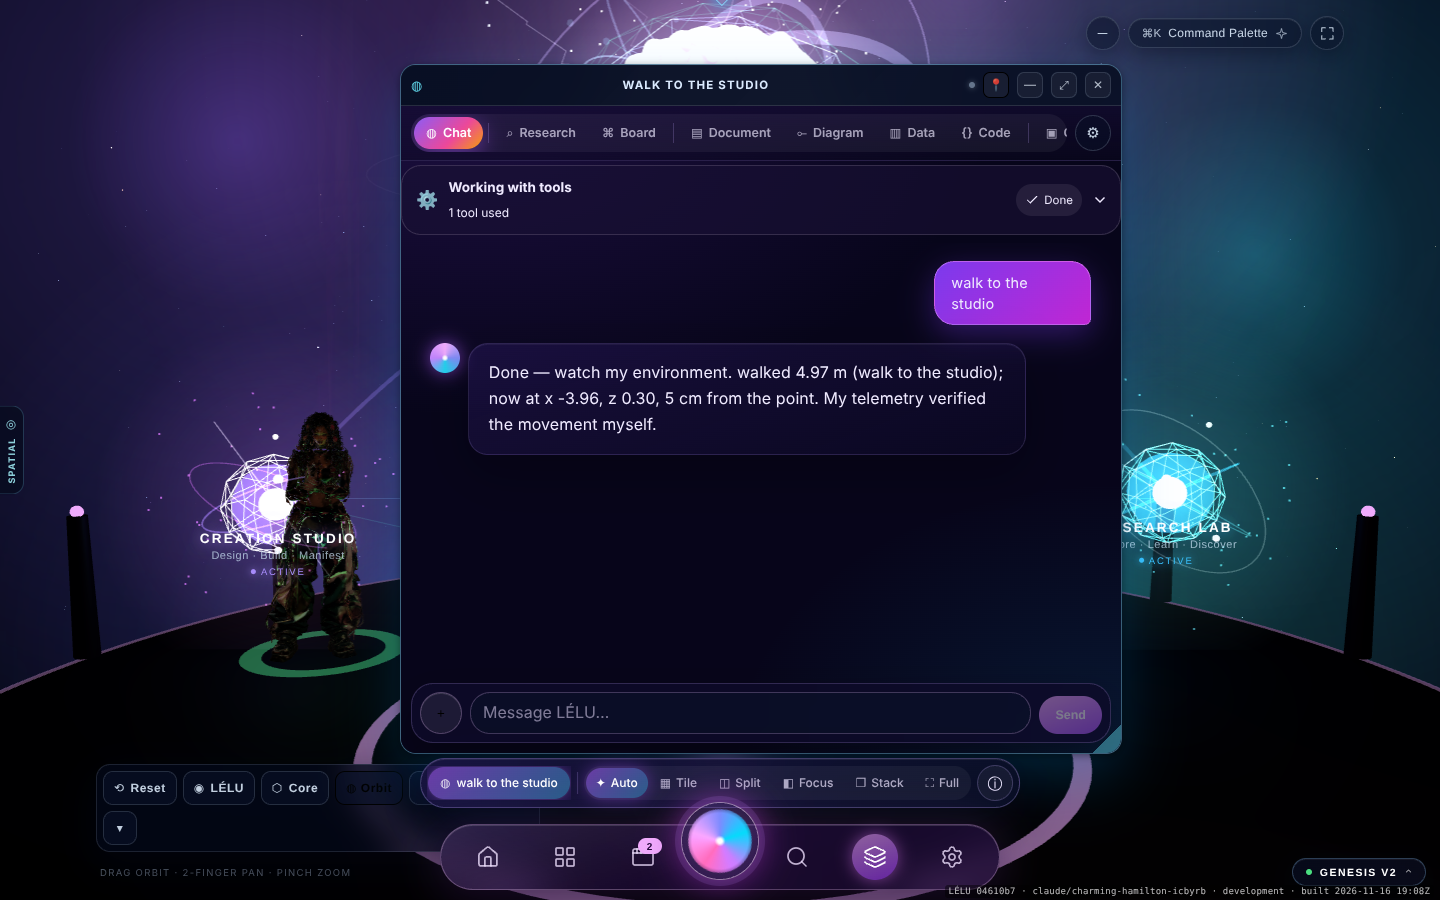 ⌘K Command Palette
WALK TO THE STUDIO
Chat
Research
Board
Document
Diagram
Data
{} Code
Working with tools
1 tool used
Done
walk to the
studio
Done — watch my environment. walked 4.97 m (walk to the studio);
now at x -3.96, z 0.30, 5 cm from the point. My telemetry verified
the movement myself.
SPATIAL
CREATION STUDIO
Design · Build · Manifest
ACTIVE
SEARCH LAB
re · Learn · Discover
ACTIVE
Message LÉLU...
Send
Reset
LÉLU
Core
Orbit
walk to the studio
Auto
Tile
Split
Focus
Stack
Full
2
DRAG ORBIT · 2-FINGER PAN · PINCH ZOOM
GENESIS V2
LÉLU 04610b7 · claude/charming-hamilton-icbyrb · development · built 2026-11-16 19:08Z